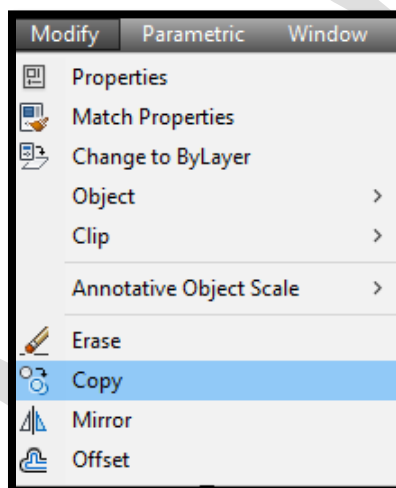 Modify Parametric Window
Properties
Match Properties
Change to ByLayer
Object
Clip
Annotative Object Scale
Erase
Copy
Mirror
Offset